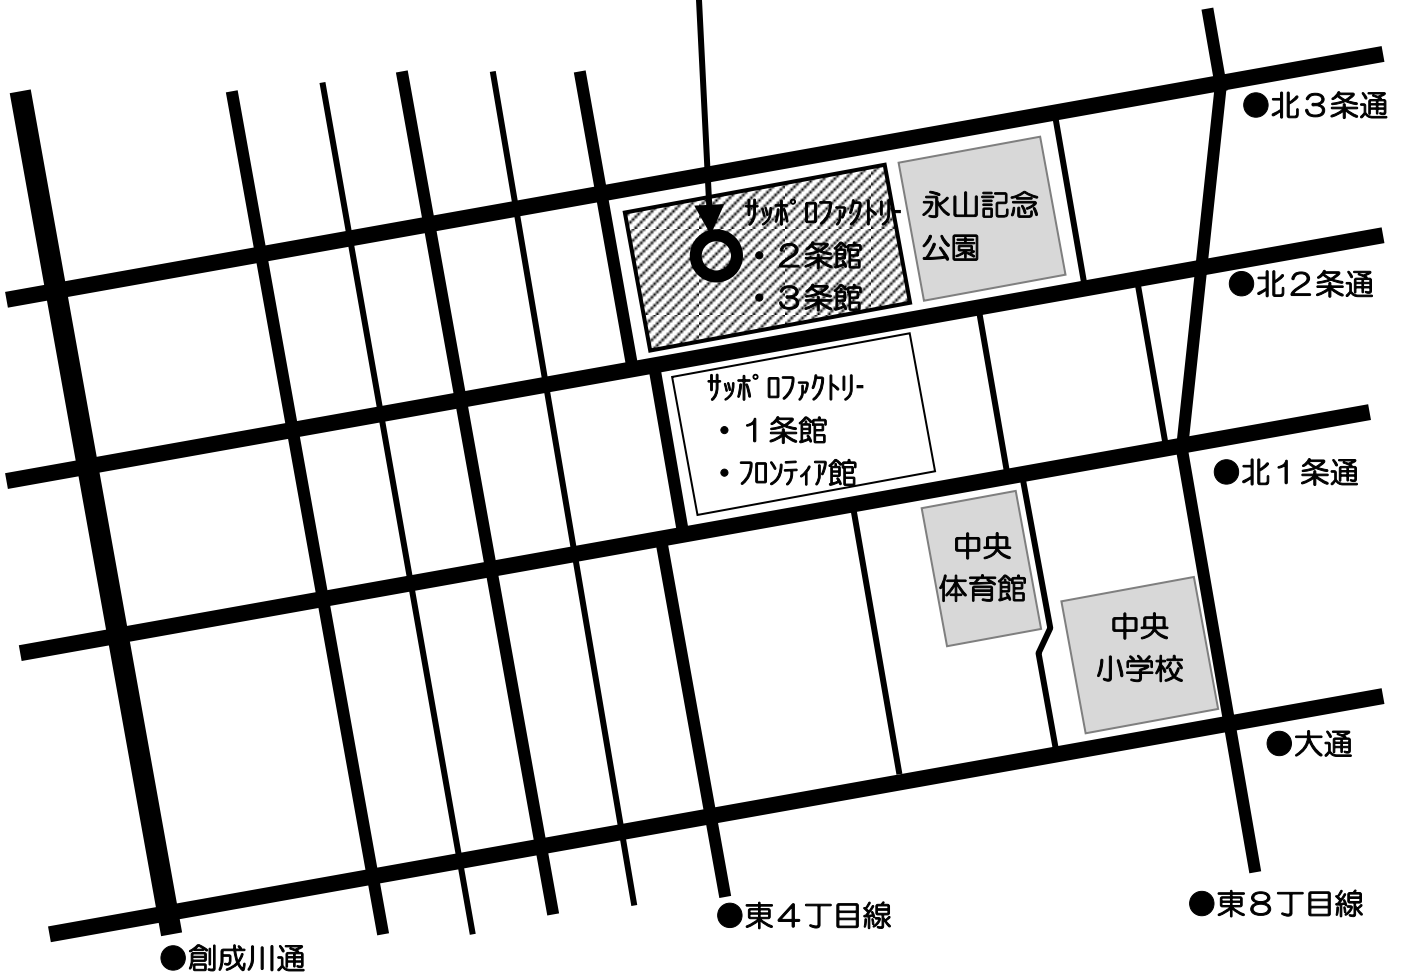 ●北３条通
ｻｯﾎﾟﾛﾌｧｸﾄﾘｰ
・２条館
・３条館
永山記念
公園
●北２条通
ｻｯﾎﾟﾛﾌｧｸﾄﾘｰ
・１条館
・ﾌﾛﾝﾃｨｱ館
●北１条通
中央
体育館
中央
小学校
●大通
●東８丁目線
●東４丁目線
●創成川通